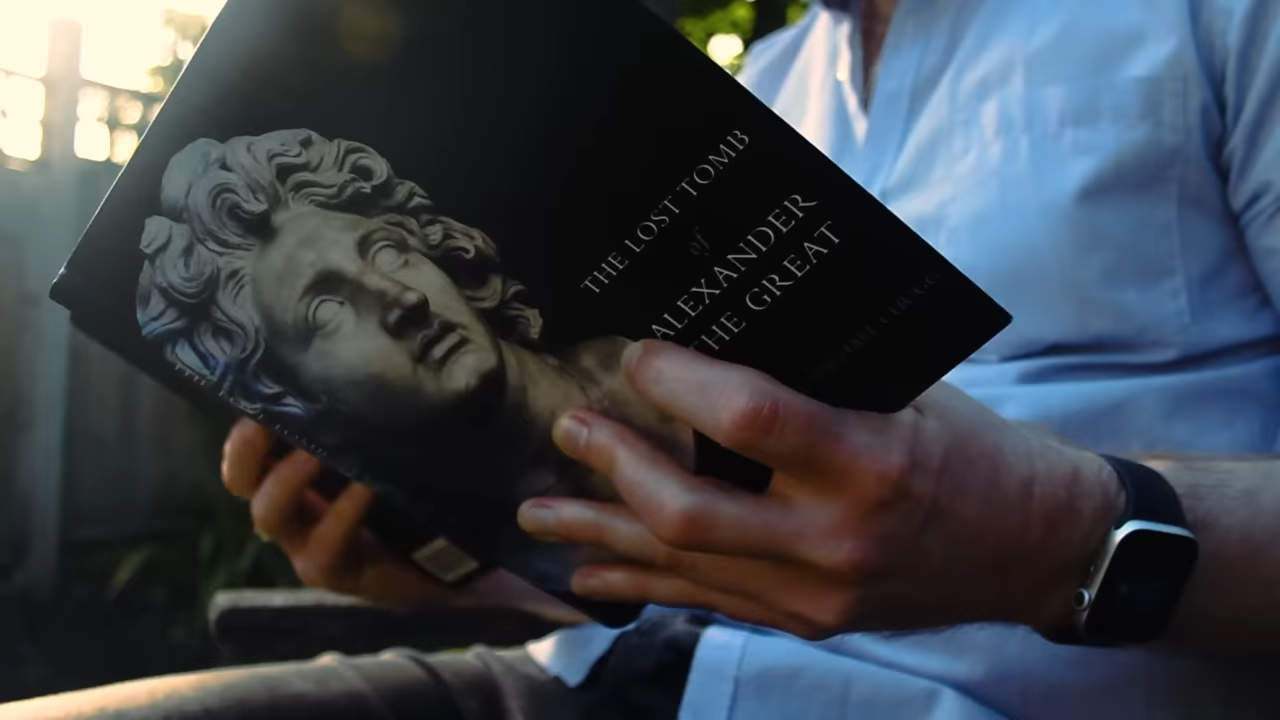 THE LOST TOMB
of
ALEXANDER
THE GREAT